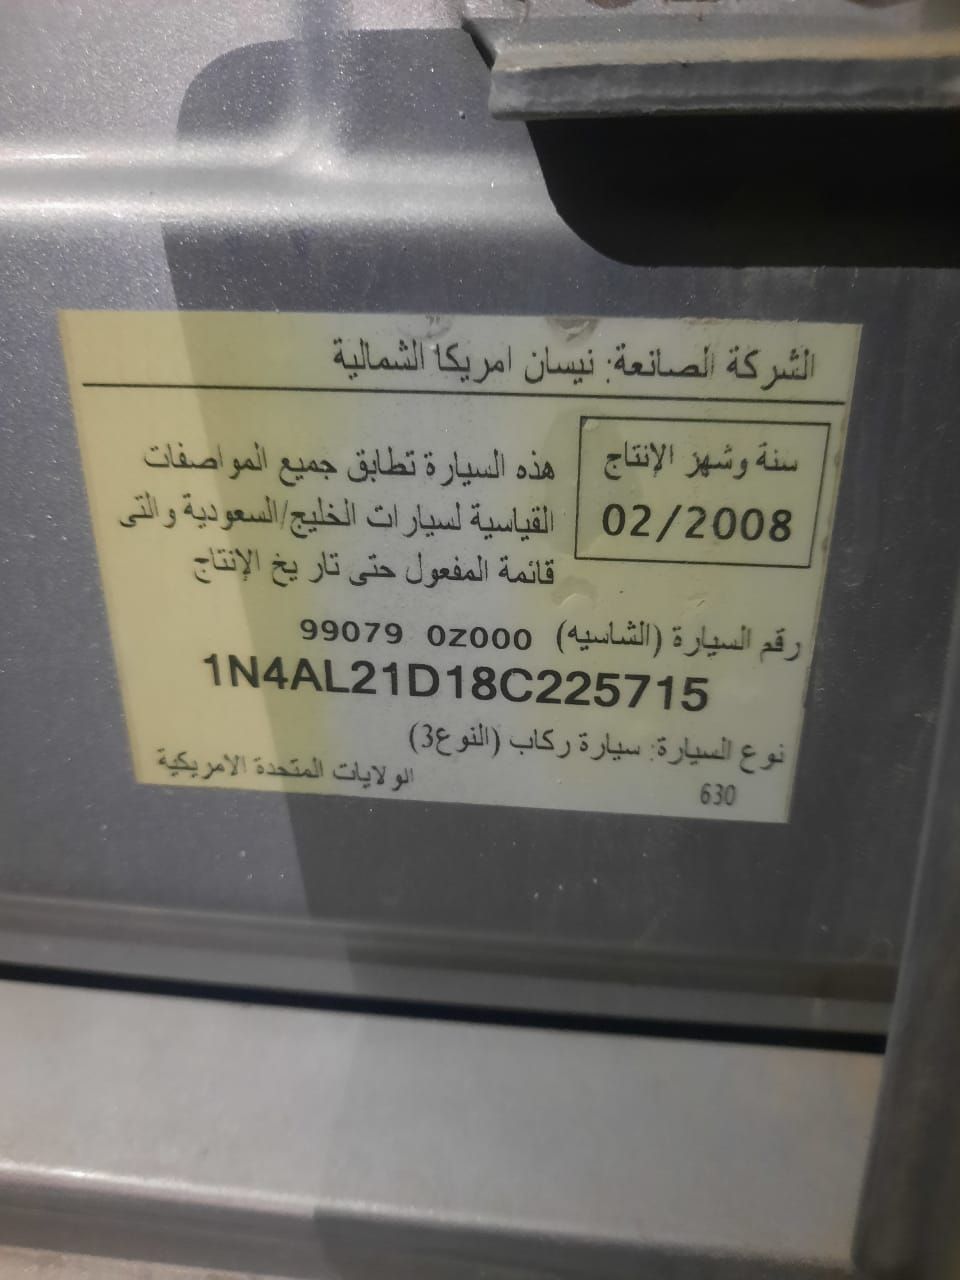 الشركة الصانعة: نيسان امريكا الشمالية
سنة وشهر الإنتاج
02/2008
هذه السيارة تطابق جميع المواصفات
القياسية لسيارات الخليج/السعودية والتى
قائمة المفعول حتى تاريخ الإنتاج
رقم السيارة (الشاسيه) 99079 0Z000
1N4AL21D18C225715
نوع السيارة: سيارة ركاب (النوع3)
630 الولايات المتحدة الامريكية